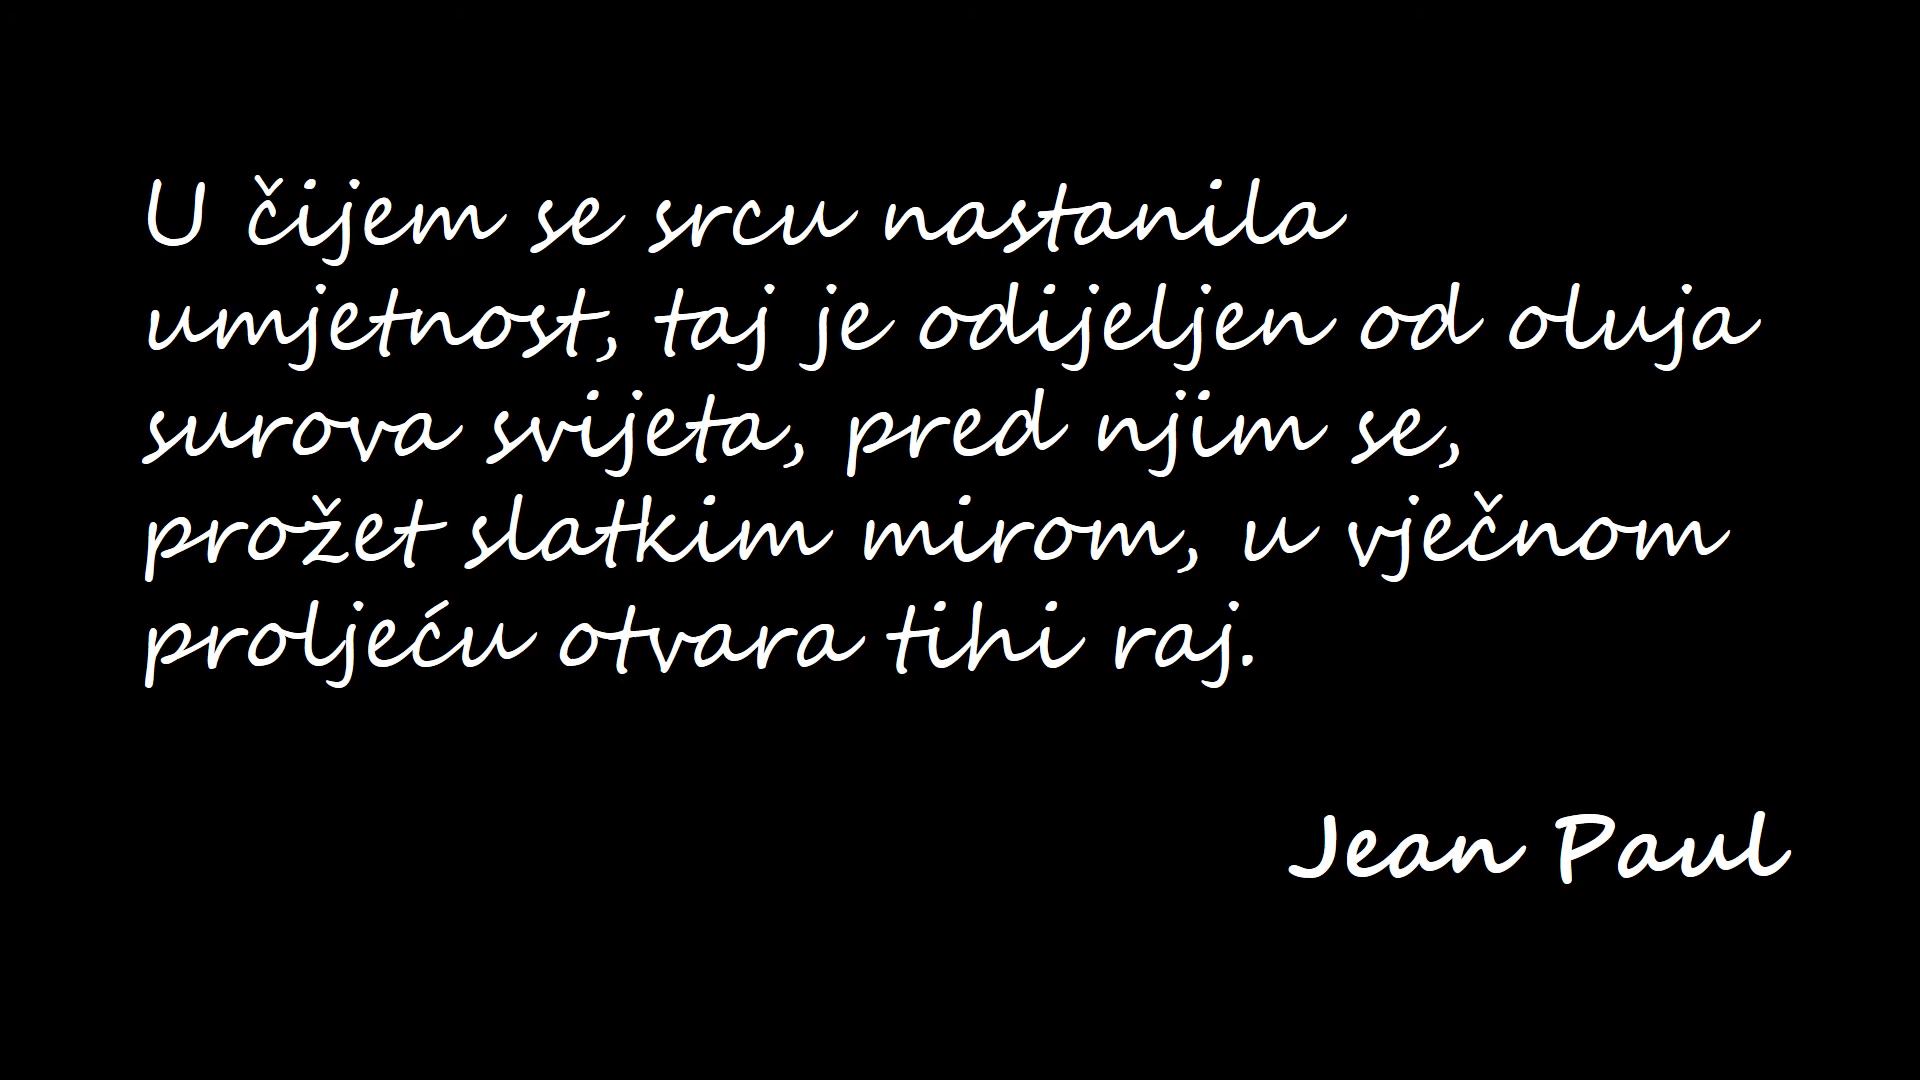 U čijem se srcu nastanila
umjetnost, taj je odijeljen od oluja
surova svijeta, pred njim se,
prožet slatkim mirom, u vječnom
proljeću otvara tihi raj.
Jean Paul